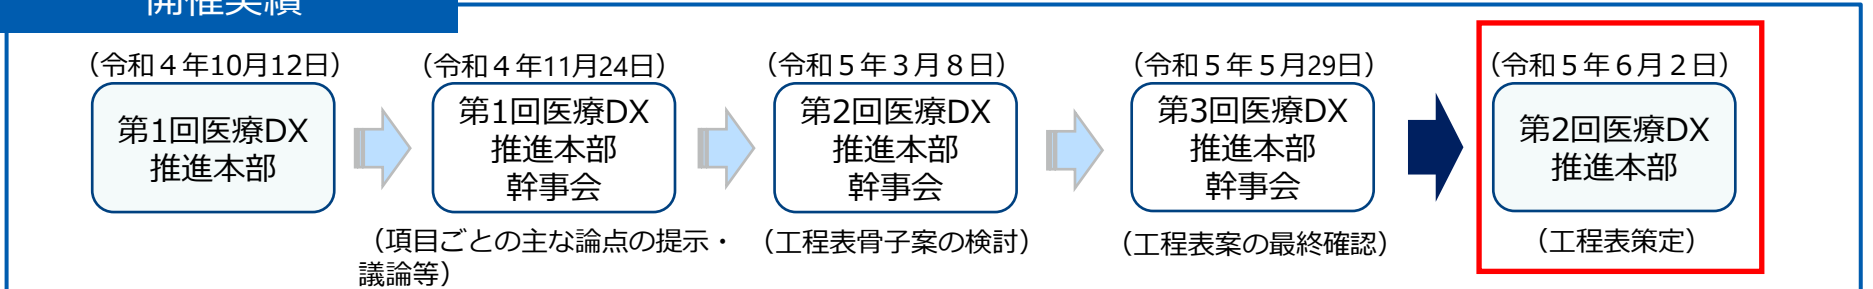 開催実績
（令和４年10月12日）
第1回医療DX
推進本部
（令和４年11月24日）
第1回医療DX
推進本部
幹事会
（項目ごとの主な論点の提示・
議論等）
（令和５年３月８日）
第2回医療DX
推進本部
幹事会
（工程表骨子案の検討）
（令和５年５月29日）
第3回医療DX
推進本部
幹事会
（工程表案の最終確認）
（令和５年６月２日）
第2回医療DX
推進本部
（工程表策定）